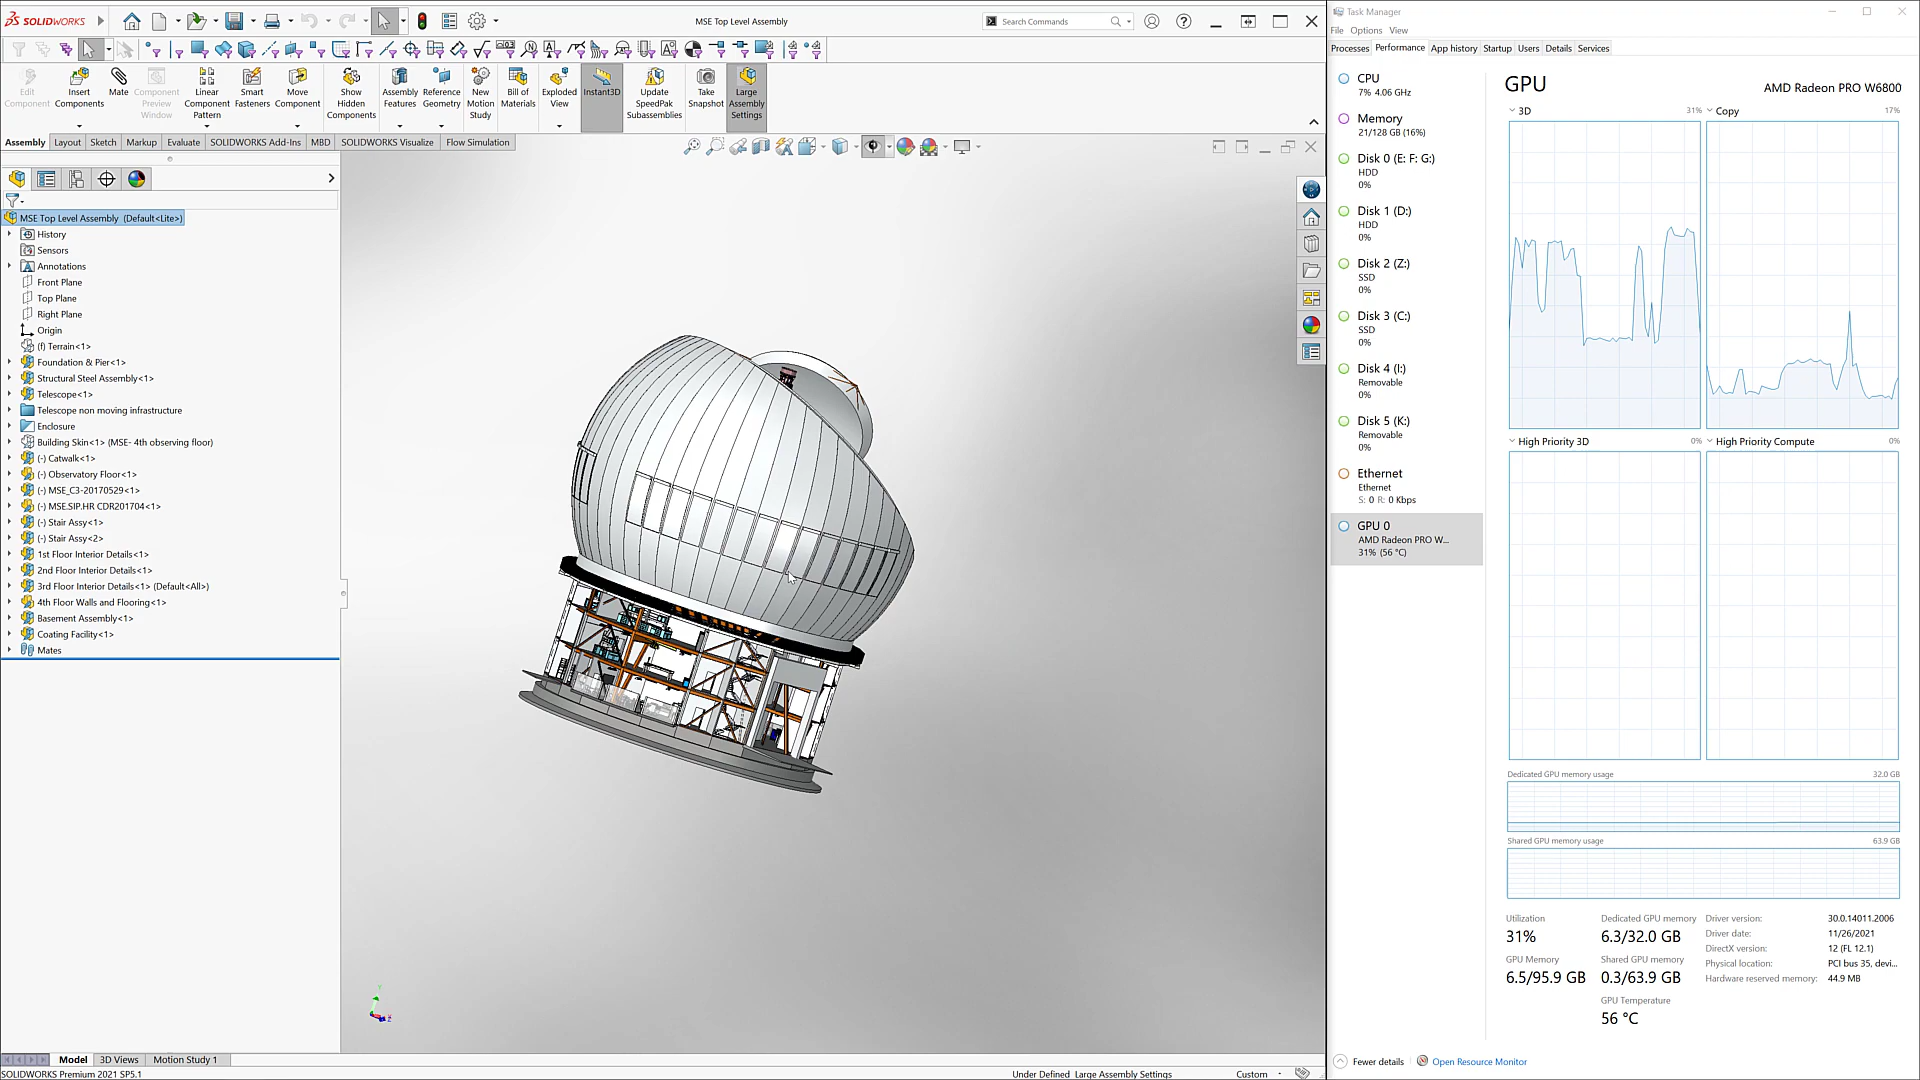 SOLIDWORKS
MSE Top Level Assembly
Search Commands
Edit Component
Insert Components
Mate
Component Preview Window
Linear Component Pattern
Smart Fasteners
Move Component
Show Hidden Components
Assembly Features
Reference Geometry
New Motion Study
Bill of Materials
Exploded View
Instant3D
Update SpeedPak Subassemblies
Take Snapshot
Large Assembly Settings
Assembly
Layout
Sketch
Markup
Evaluate
SOLIDWORKS Add-Ins
MBD
SOLIDWORKS Visualize
Flow Simulation
MSE Top Level Assembly (Default<Lite>)
History
Sensors
Annotations
Front Plane
Top Plane
Right Plane
Origin
(f) Terrain<1>
Foundation & Pier<1>
Structural Steel Assembly<1>
Telescope<1>
Telescope non moving infrastructure
Enclosure
Building Skin<1> (MSE- 4th observing floor)
(-) Catwalk<1>
(-) Observatory Floor<1>
(-) MSE_C3-20170529<1>
(-) MSE.SIP.HR CDR201704<1>
(-) Stair Assy<1>
(-) Stair Assy<2>
1st Floor Interior Details<1>
2nd Floor Interior Details<1>
3rd Floor Interior Details<1> (Default<All>)
4th Floor Walls and Flooring<1>
Basement Assembly<1>
Coating Facility<1>
Mates
Model
3D Views
Motion Study 1
SOLIDWORKS Premium 2021 SP5.1
Under Defined Large Assembly Settings
Custom
Task Manager
File Options View
Processes
Performance
App history
Startup
Users
Details
Services
CPU
7% 4.06 GHz
Memory
21/128 GB (16%)
Disk 0 (E: F: G:)
HDD
0%
Disk 1 (D:)
HDD
0%
Disk 2 (Z:)
SSD
0%
Disk 3 (C:)
SSD
0%
Disk 4 (I:)
Removable
0%
Disk 5 (K:)
Removable
0%
Ethernet
Ethernet
S: 0 R: 0 Kbps
GPU 0
AMD Radeon PRO W...
31% (56 °C)
GPU
AMD Radeon PRO W6800
3D
31%
Copy
17%
High Priority 3D
0%
High Priority Compute
0%
Dedicated GPU memory usage
32.0 GB
Shared GPU memory usage
63.9 GB
Utilization
31%
Dedicated GPU memory
6.3/32.0 GB
GPU Memory
6.5/95.9 GB
Shared GPU memory
0.3/63.9 GB
GPU Temperature
56 °C
Driver version: 30.0.14011.2006
Driver date: 11/26/2021
DirectX version: 12 (FL 12.1)
Physical location: PCI bus 35, devi...
Hardware reserved memory: 44.9 MB
Fewer details
Open Resource Monitor